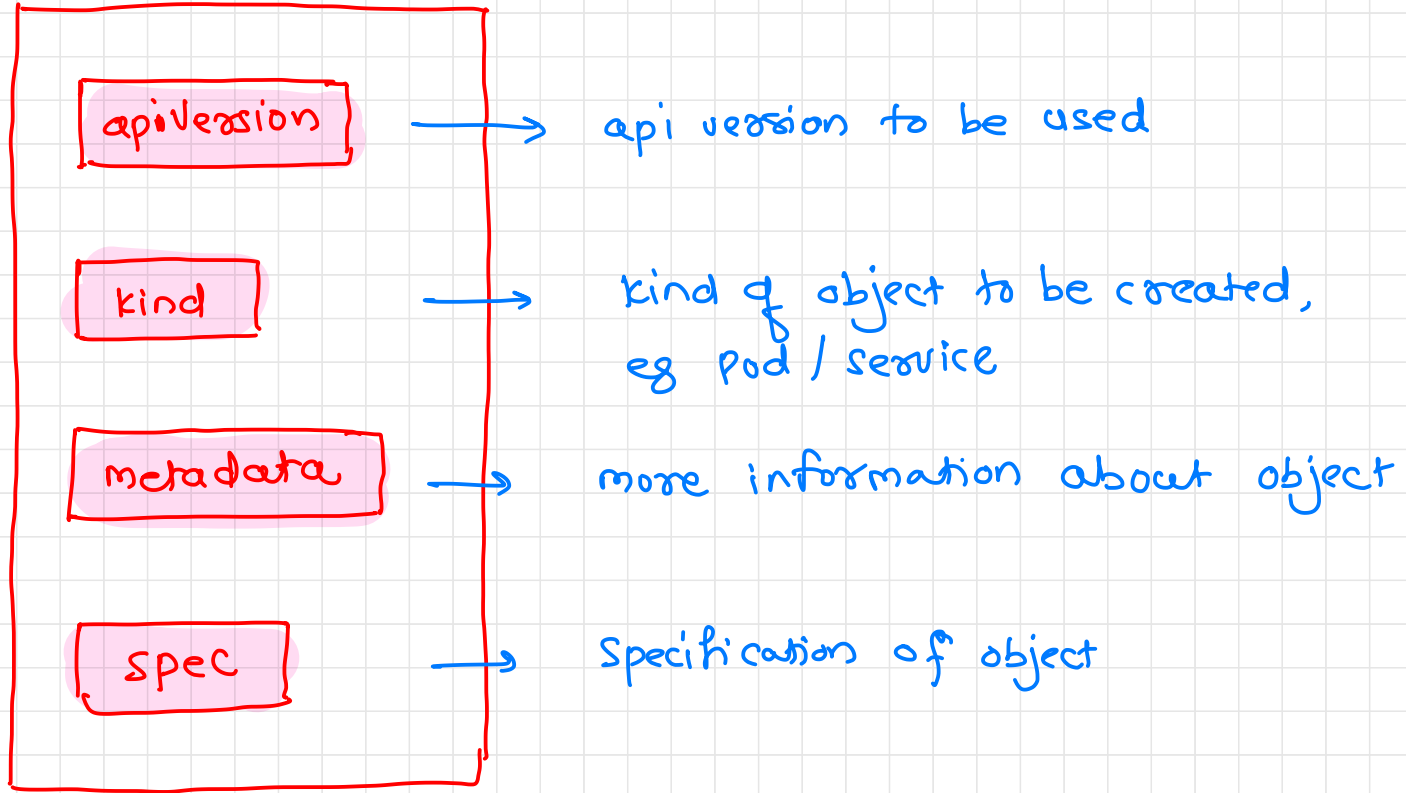 apiVersion → api version to be used
kind → kind of object to be created,
eg pod / service
metadata → more information about object
spec → specification of object